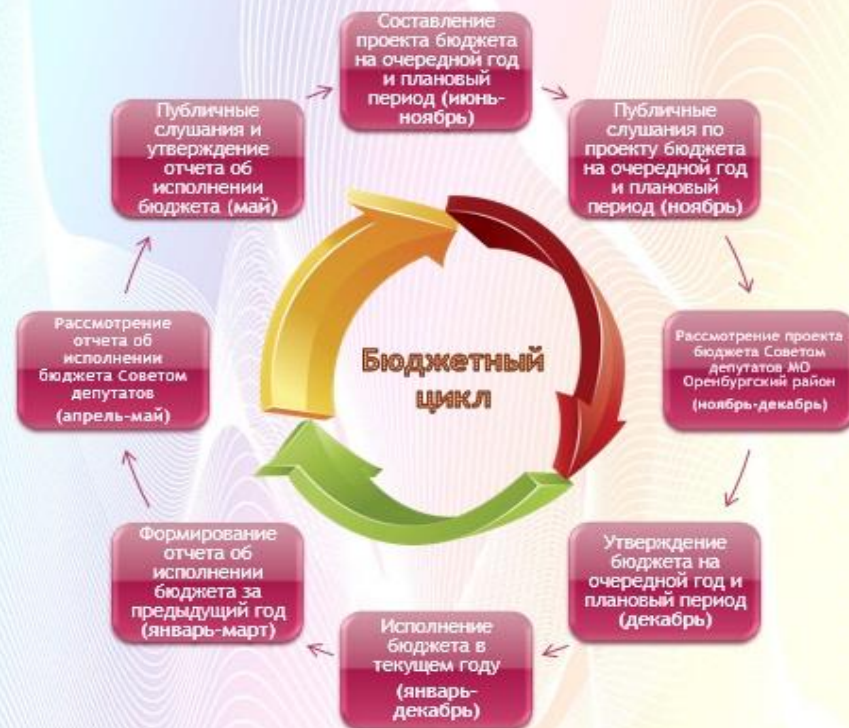 Составление
проекта бюджета
на очередной год
и плановый
период (июнь-
ноябрь)
Публичные
слушания по
проекту бюджета
на очередной год
и плановый
период (ноябрь)
Рассмотрение проекта
бюджета Советом
депутатов МО
Оренбургский район
(ноябрь-декабрь)
Утверждение
бюджета на
очередной год и
плановый период
(декабрь)
Исполнение
бюджета в
текущем году
(январь-
декабрь)
Формирование
отчета об
исполнении
бюджета за
предыдущий год
(январь-март)
Рассмотрение
отчета об
исполнении
бюджета Советом
депутатов
(апрель-май)
Публичные
слушания и
утверждение
отчета об
исполнении
бюджета (май)
Бюджетный
цикл